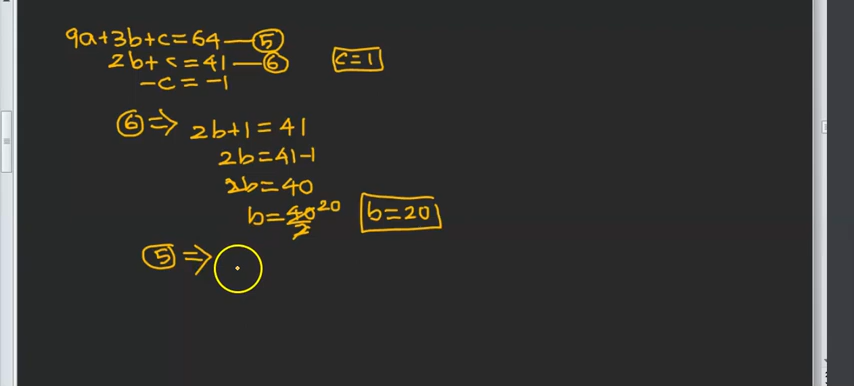 9a+3b+c=64—⑤
2b+c=41—⑥
c=1
-c=-1
⑥⇒ 2b+1=41
2b=41-1
2b=40
b=40/2 20
b=20
⑤⇒